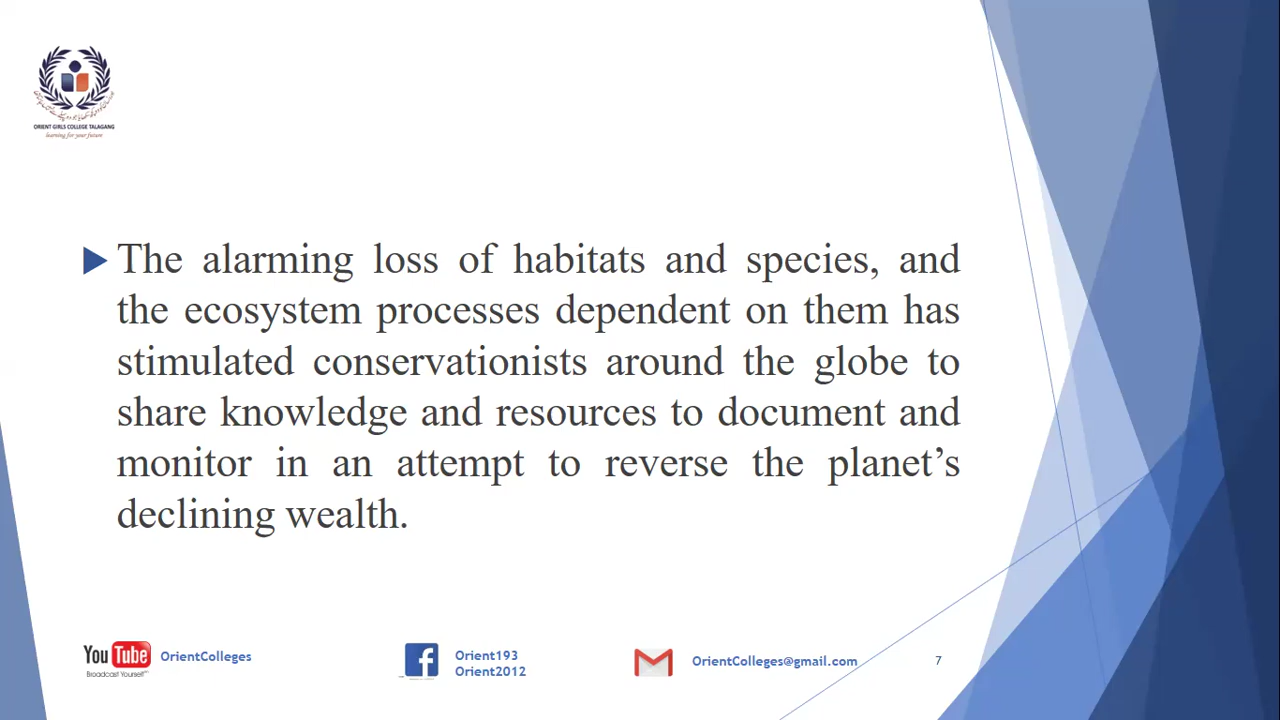 ORIENT GIRLS COLLEGE TALAGANG
learning for your future
The alarming loss of habitats and species, and
the ecosystem processes dependent on them has
stimulated conservationists around the globe to
share knowledge and resources to document and
monitor in an attempt to reverse the planet’s
declining wealth.
You Tube
Broadcast Yourself
OrientColleges
Orient193
Orient2012
OrientColleges@gmail.com
7